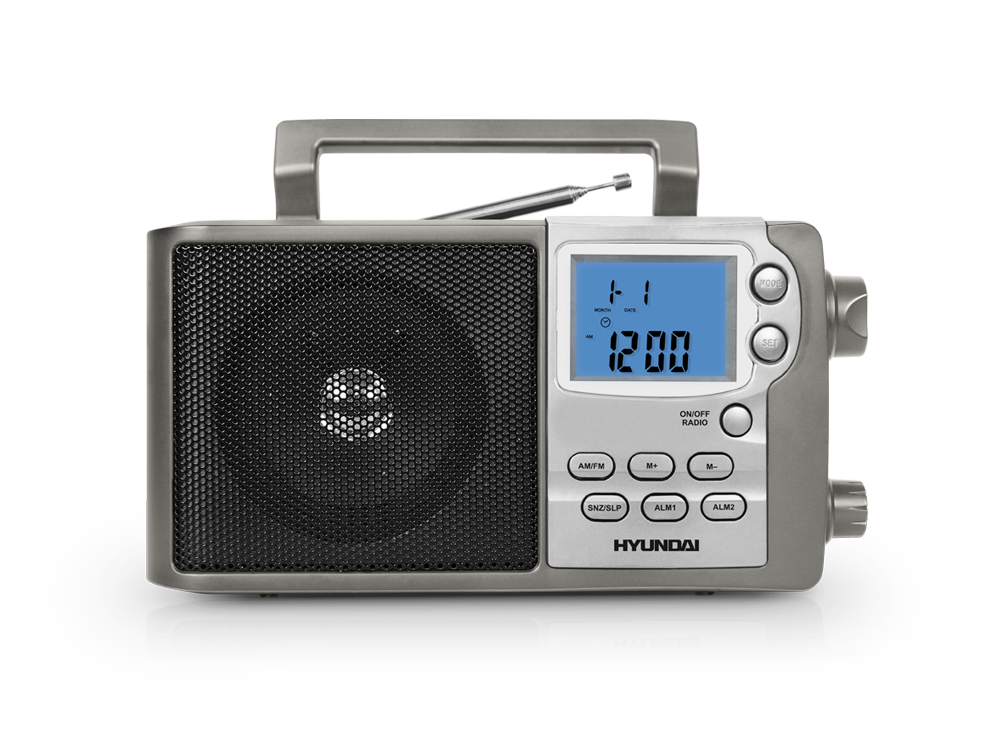 1- 1
MONTH DATE
AM 1200
MODE
SET
ON/OFF
RADIO
AM/FM M+ M–
SNZ/SLP ALM1 ALM2
HYUNDAI